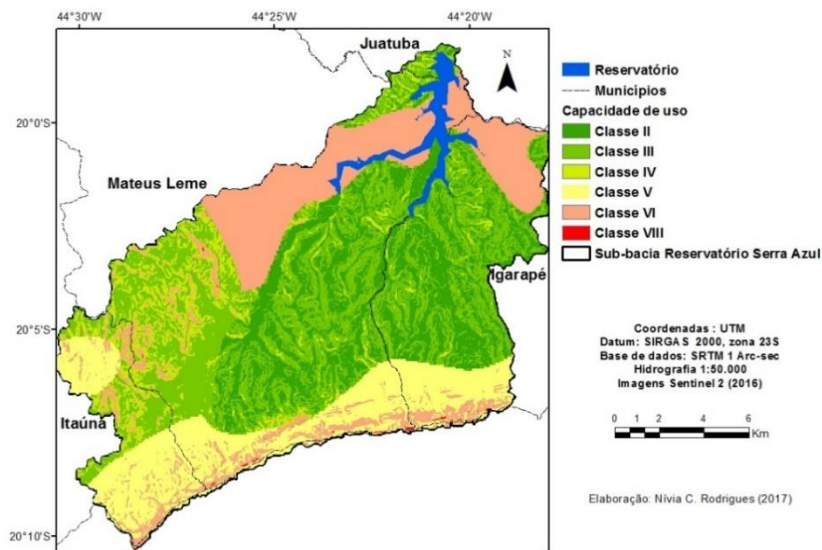 44°30'W
44°25'W
44°20'W
Juatuba
N
20°0'S
Mateus Leme
Igarapé
20°5'S
Itaúna
20°10'S
Reservatório
Municipios
Capacidade de uso
Classe II
Classe III
Classe IV
Classe V
Classe VI
Classe VIII
Sub-bacia Reservatório Serra Azul
Coordenadas : UTM
Datum: SIRGAS 2000, zona 23S
Base de dados: SRTM 1 Arc-sec
Hidrografia 1:50.000
Imagens Sentinel 2 (2016)
0 1 2 4 6
Km
Elaboração: Nívia C. Rodrigues (2017)